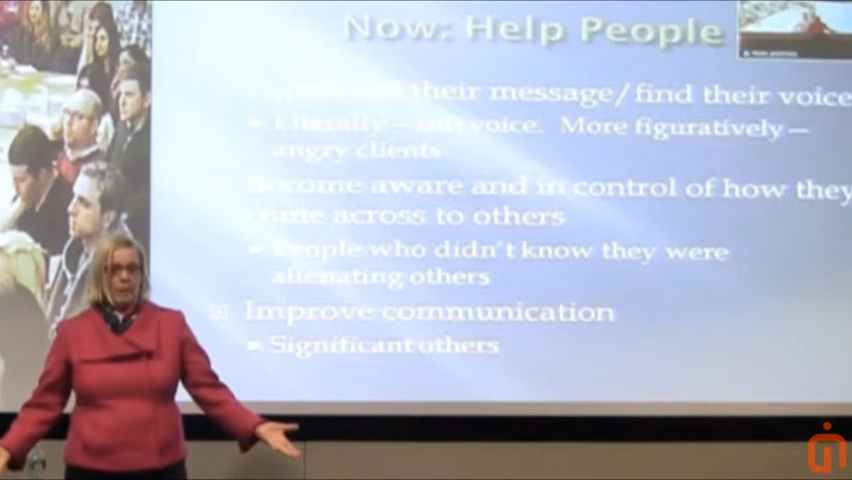 Now: Help People
their message/find their voice
Literally – soft voice. More figuratively –
angry clients
Become aware and in control of how they
come across to others
People who didn't know they were
alienating others
Improve communication
Significant others